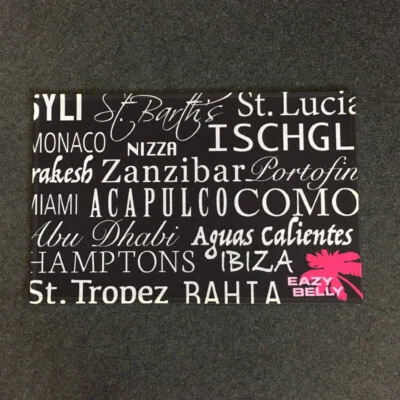 SYLT St. Barth's St. Lucia
MONACO NIZZA ISCHGL
rakesh Zanzibar Portofin
MIAMI ACAPULCO COMO
Abu Dhabi Aguas Calientes
HAMPTONS IBIZA
St. Tropez BAHIA
EAZY
BELLY